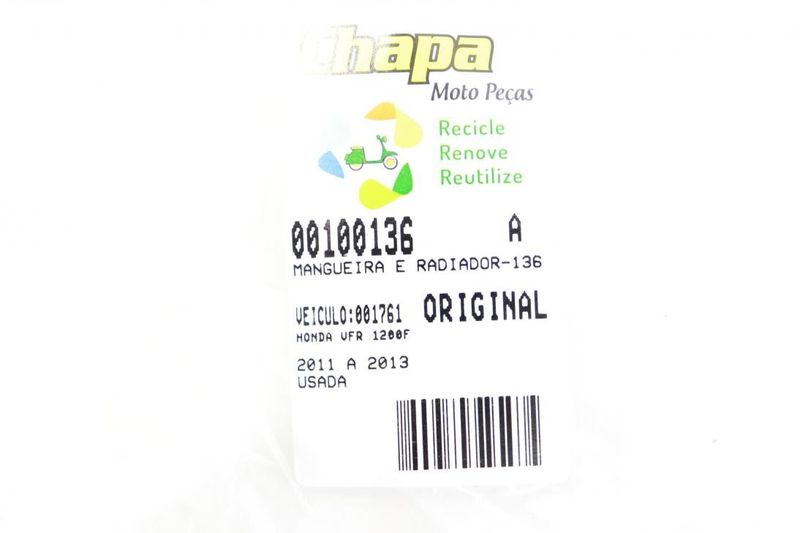 Chapa
Moto Peças
Recicle
Renove
Reutilize
00100136 A
MANGUEIRA E RADIADOR-136
VEICULO:001761 ORIGINAL
HONDA VFR 1200F
2011 A 2013
USADA